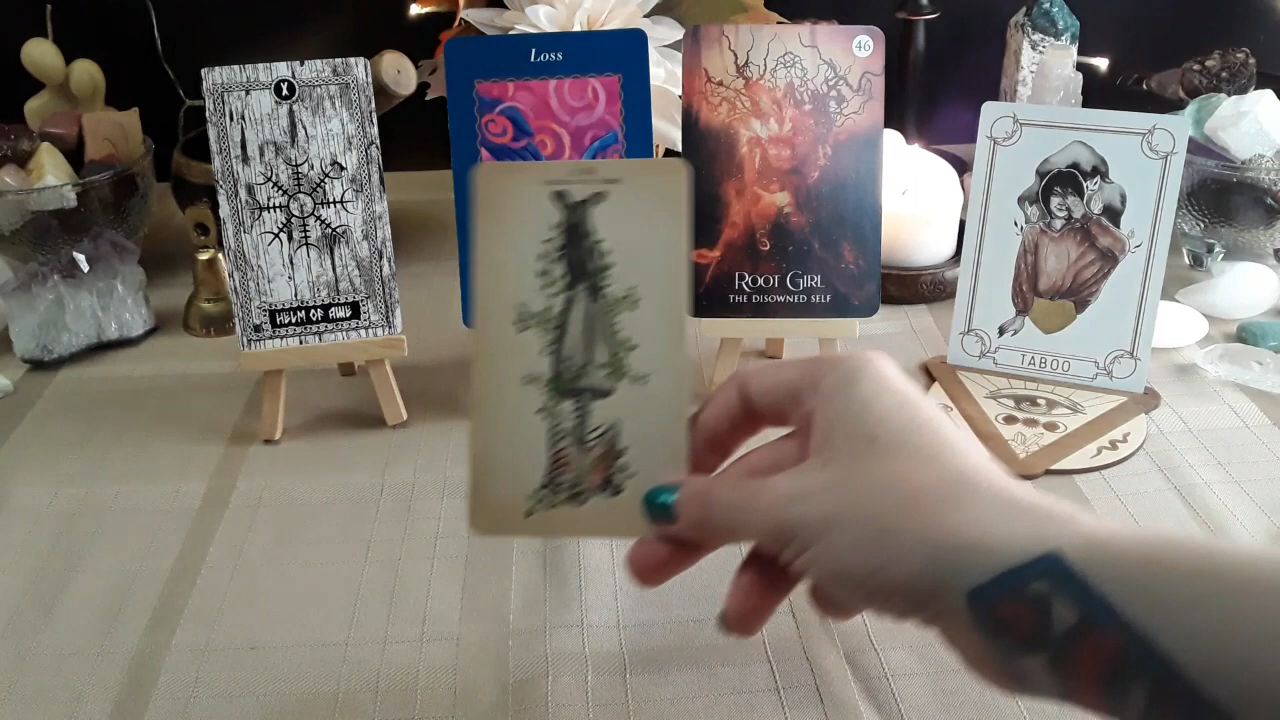 X
HELM OF AWE
Loss
46
ROOT GIRL
THE DISOWNED SELF
TABOO